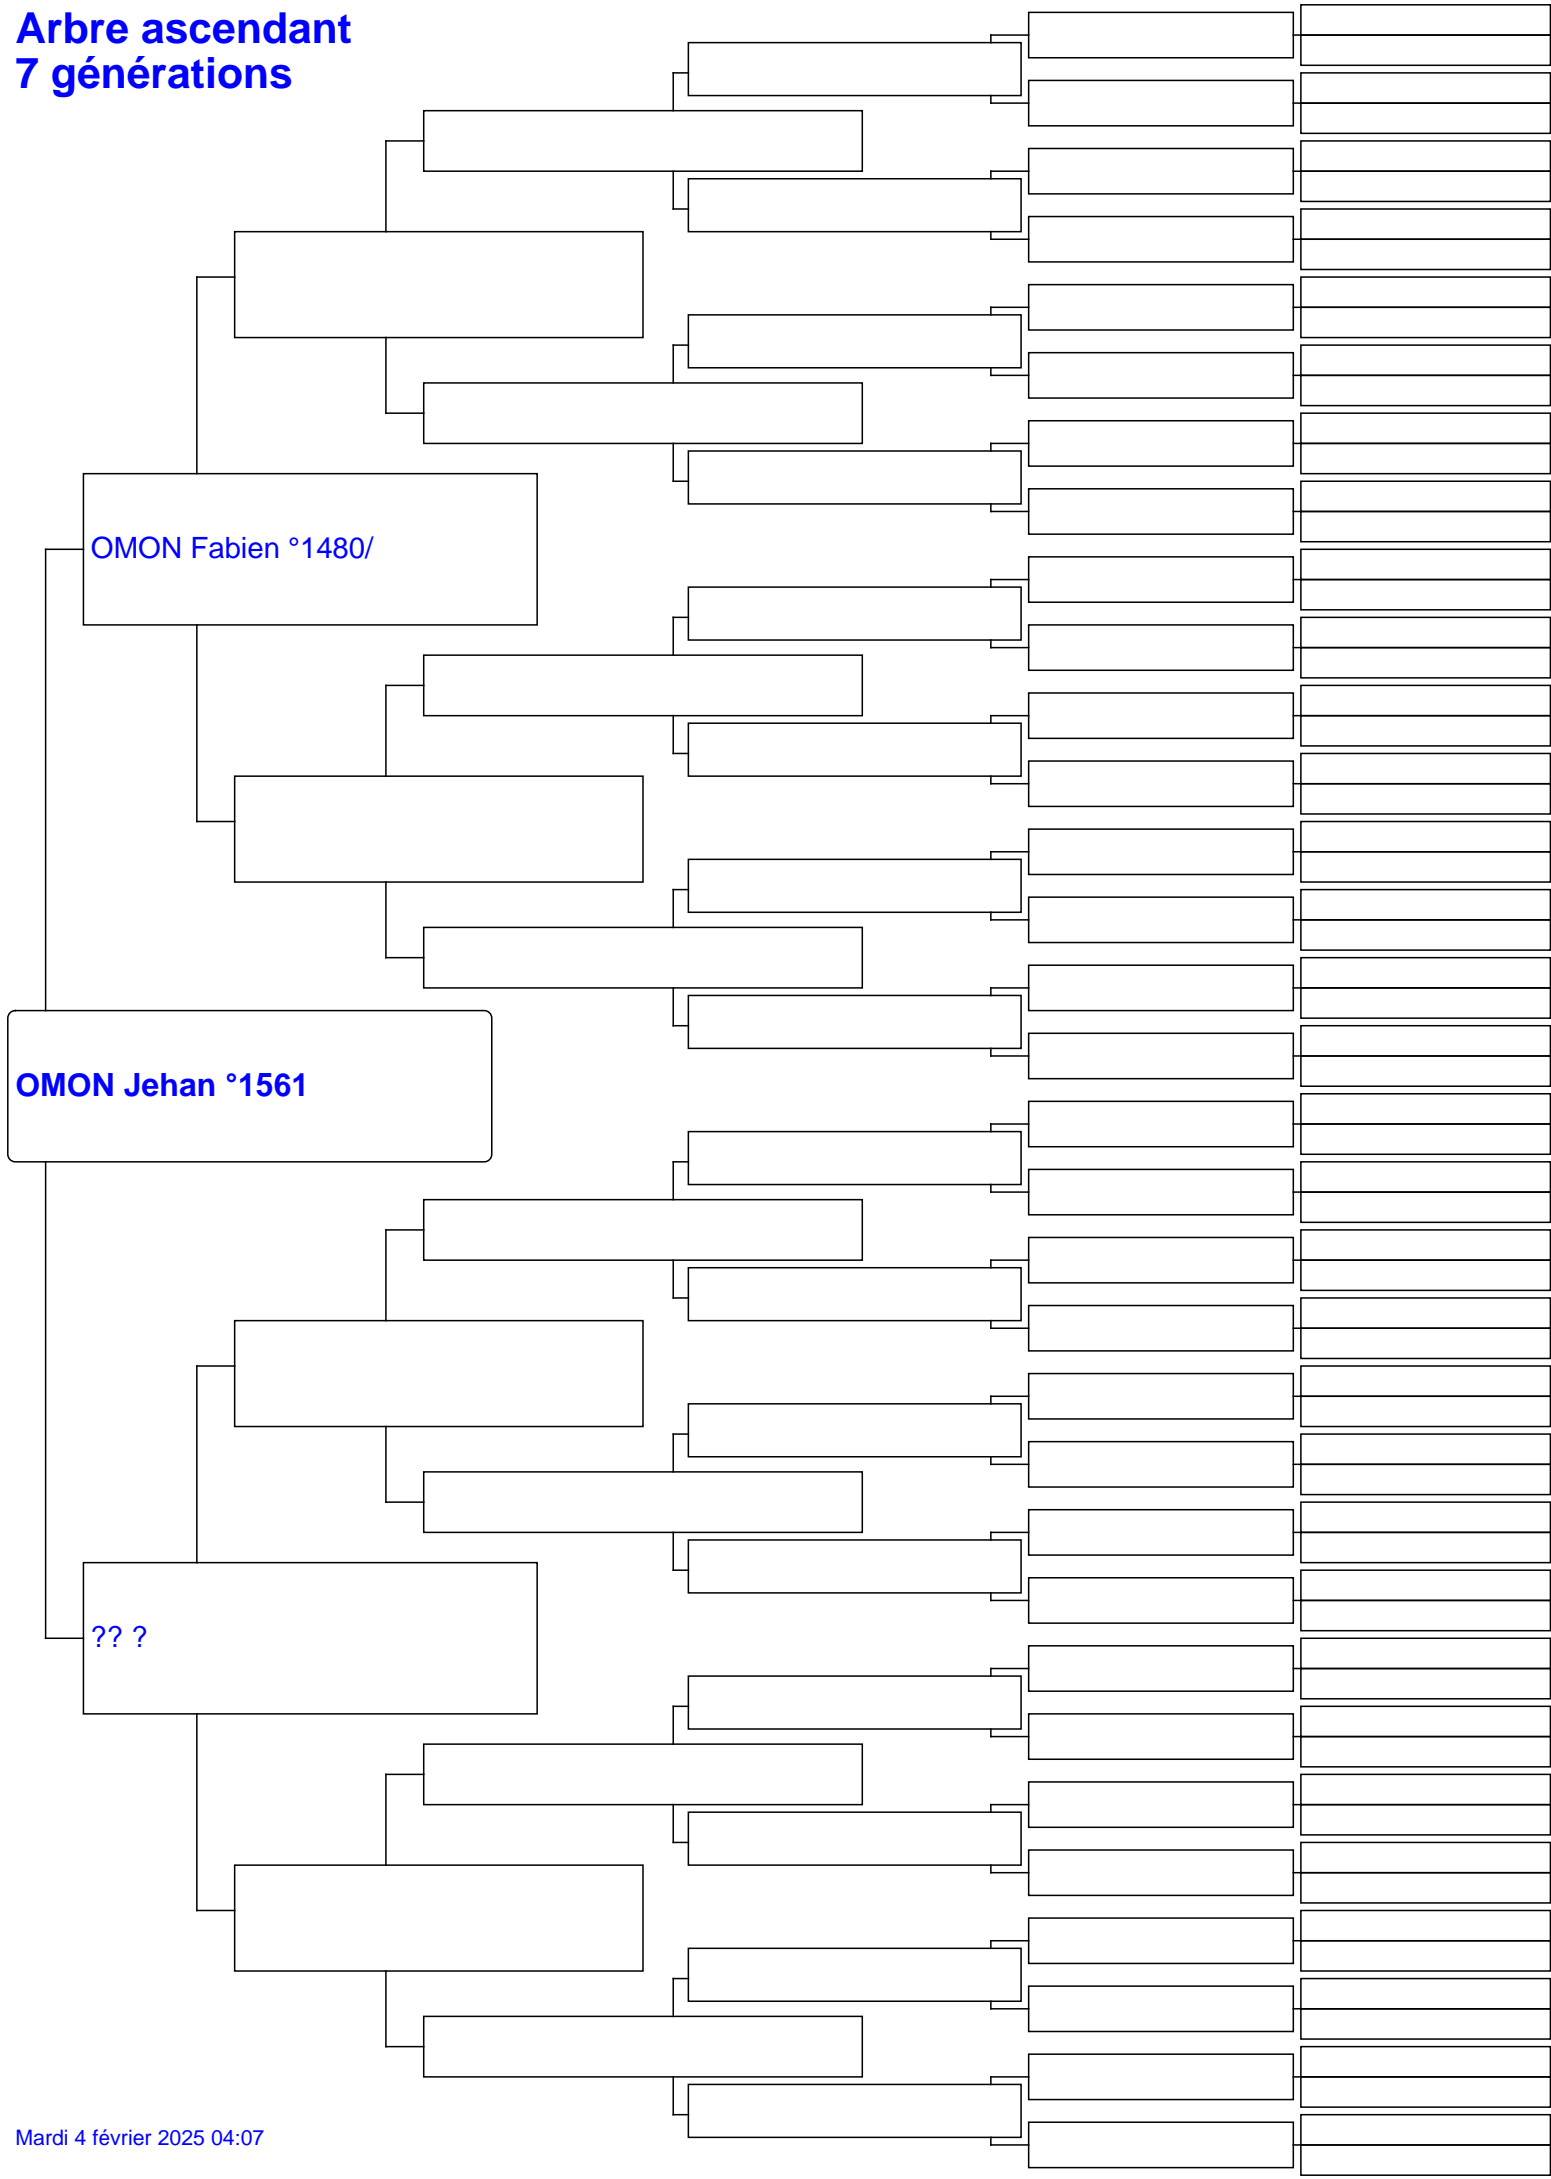 Arbre ascendant
7 générations
OMON Fabien °1480/
OMON Jehan °1561
?? ?
Mardi 4 février 2025 04:07